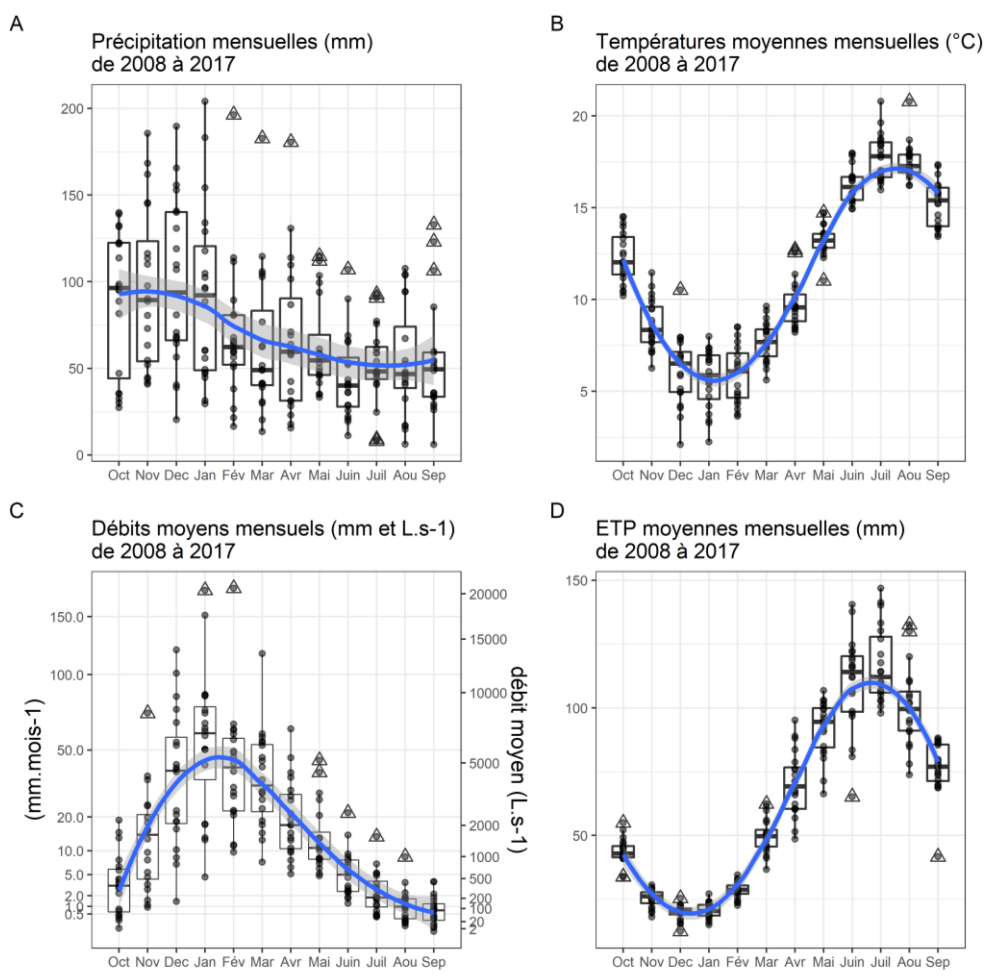 A
Précipitation mensuelles (mm)
de 2008 à 2017
200
150
100
50
0
Oct Nov Dec Jan Fév Mar Avr Mai Juin Juil Aou Sep
B
Températures moyennes mensuelles (°C)
de 2008 à 2017
20
15
10
5
Oct Nov Dec Jan Fév Mar Avr Mai Juin Juil Aou Sep
C
Débits moyens mensuels (mm et L.s-1)
de 2008 à 2017
(mm.mois-1)
150.0
100.0
50.0
20.0
10.0
5.0
2.0
1.0
0.5
débit moyen (L.s-1)
20000
15000
10000
5000
2000
1000
500
200
100
20
2
Oct Nov Dec Jan Fév Mar Avr Mai Juin Juil Aou Sep
D
ETP moyennes mensuelles (mm)
de 2008 à 2017
150
100
50
Oct Nov Dec Jan Fév Mar Avr Mai Juin Juil Aou Sep